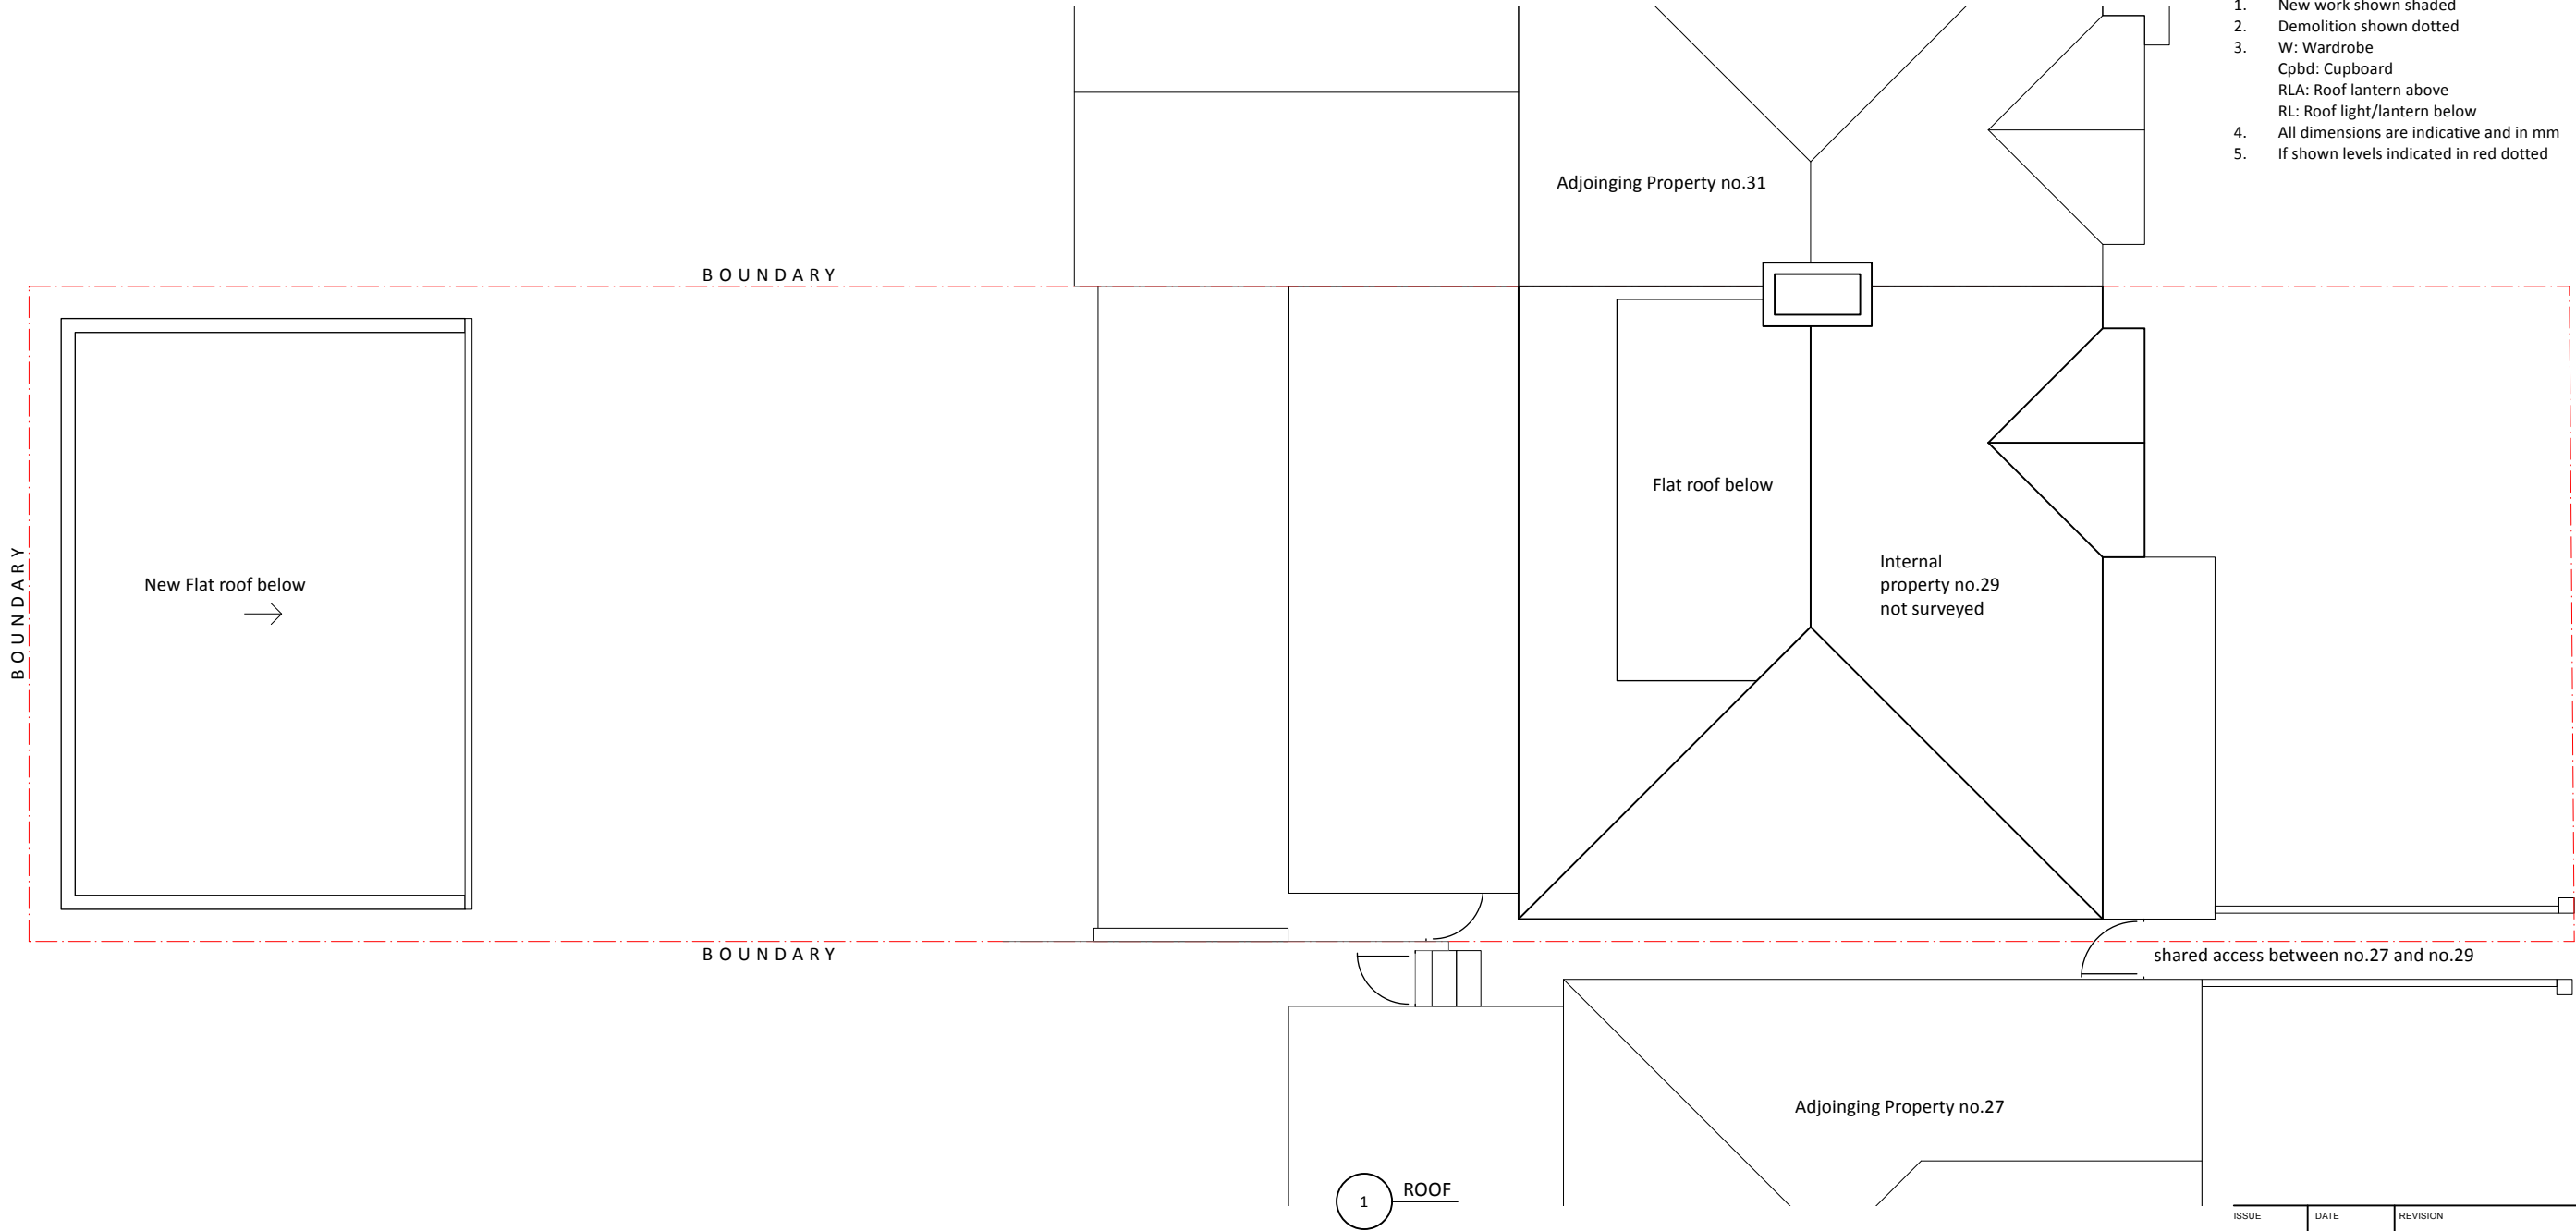 1. New work shown shaded
2. Demolition shown dotted
3. W: Wardrobe
Cpbd: Cupboard
RLA: Roof lantern above
RL: Roof light/lantern below
4. All dimensions are indicative and in mm
5. If shown levels indicated in red dotted
Adjoinging Property no.31
BOUNDARY
Flat roof below
Internal
property no.29
not surveyed
New Flat roof below
BOUNDARY
BOUNDARY
shared access between no.27 and no.29
Adjoinging Property no.27
1 ROOF
ISSUE DATE REVISION